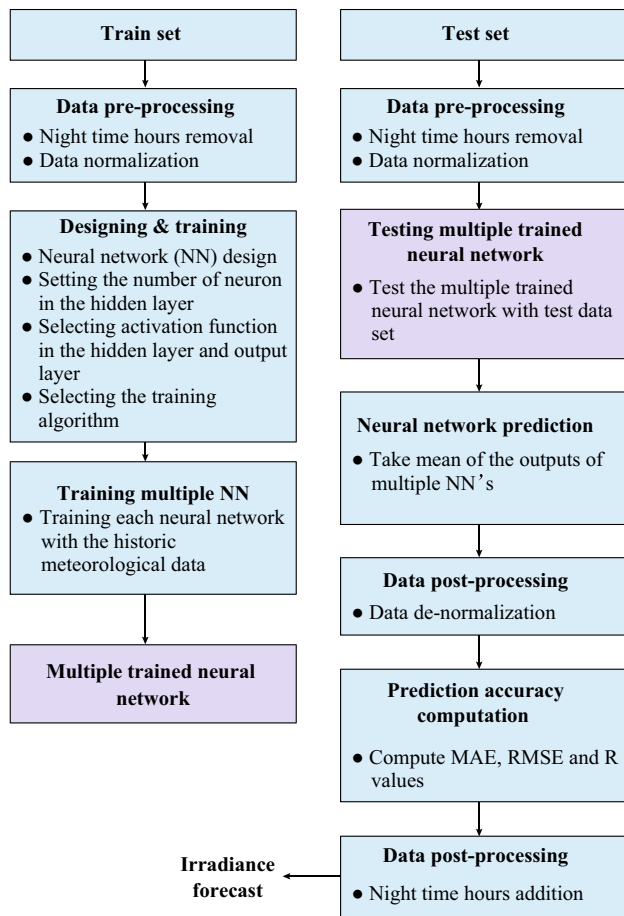 Train set
Data pre-processing
● Night time hours removal
● Data normalization
Designing & training
● Neural network (NN) design
● Setting the number of neuron
in the hidden layer
● Selecting activation function
in the hidden layer and output
layer
● Selecting the training
algorithm
Training multiple NN
● Training each neural network
with the historic
meteorological data
Multiple trained neural
network
Test set
Data pre-processing
● Night time hours removal
● Data normalization
Testing multiple trained
neural network
● Test the multiple trained
neural network with test data
set
Neural network prediction
● Take mean of the outputs of
multiple NN’s
Data post-processing
● Data de-normalization
Prediction accuracy
computation
● Compute MAE, RMSE and R
values
Data post-processing
● Night time hours addition
Irradiance
forecast